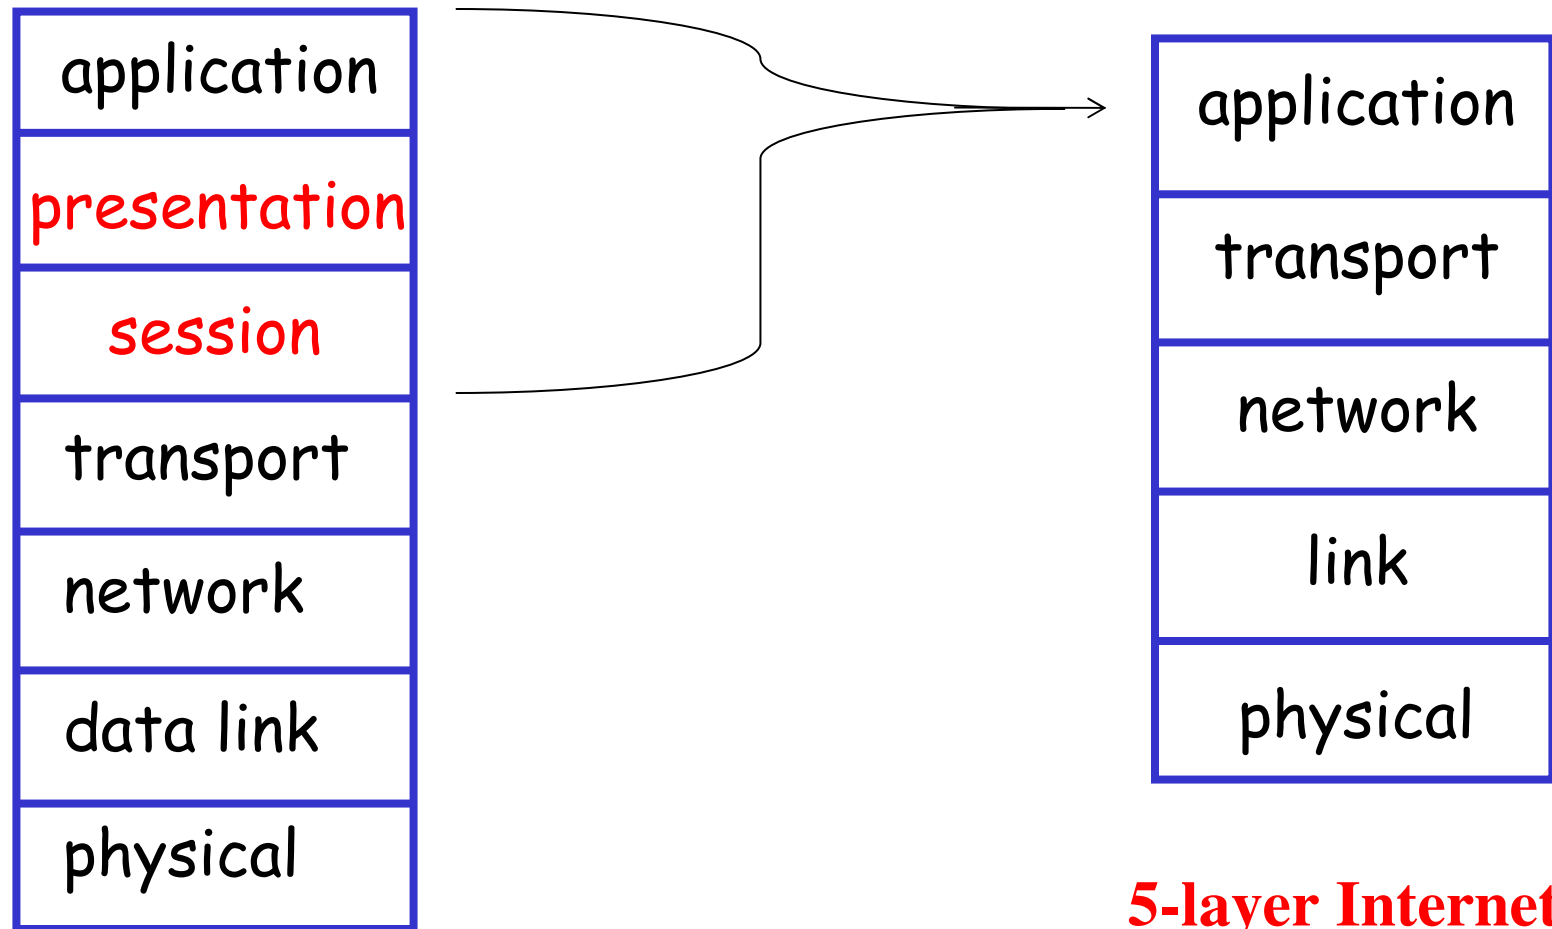 application
presentation
session
transport
network
data link
physical
application
transport
network
link
physical
5-layer Internet